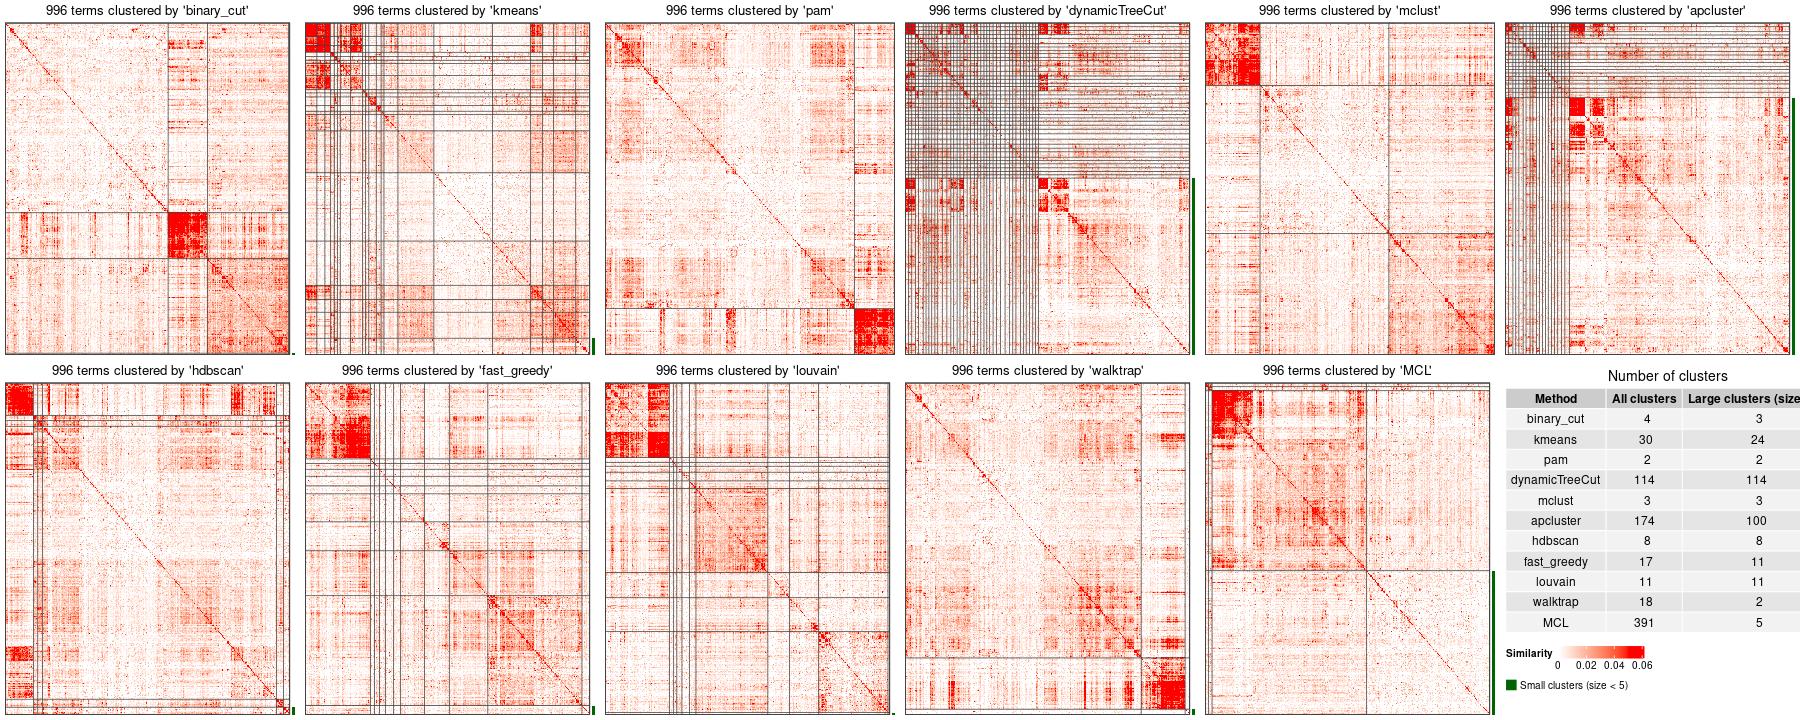 996 terms clustered by 'binary_cut'
996 terms clustered by 'kmeans'
996 terms clustered by 'pam'
996 terms clustered by 'dynamicTreeCut'
996 terms clustered by 'mclust'
996 terms clustered by 'apcluster'
996 terms clustered by 'hdbscan'
996 terms clustered by 'fast_greedy'
996 terms clustered by 'louvain'
996 terms clustered by 'walktrap'
996 terms clustered by 'MCL'
Number of clusters
Method All clusters Large clusters (size
binary_cut 4 3
kmeans 30 24
pam 2 2
dynamicTreeCut 114 114
mclust 3 3
apcluster 174 100
hdbscan 8 8
fast_greedy 17 11
louvain 11 11
walktrap 18 2
MCL 391 5
Similarity
0 0.02 0.04 0.06
Small clusters (size < 5)